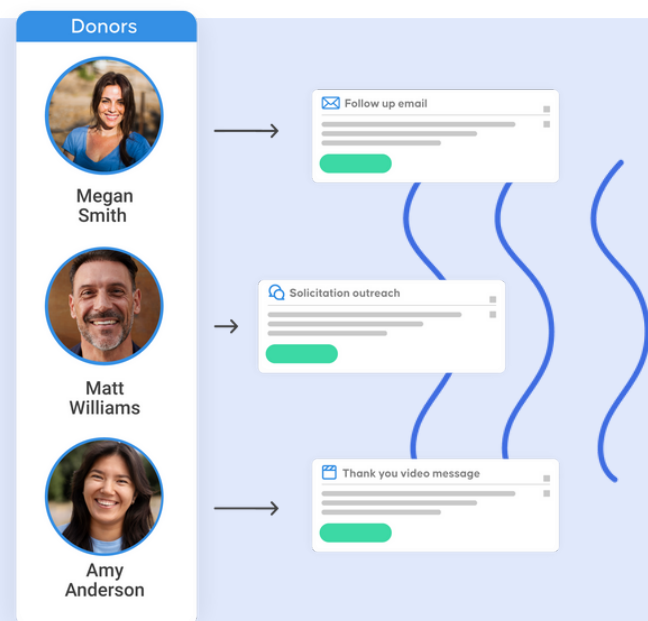 Donors
Megan
Smith
Follow up email
Matt
Williams
Solicitation outreach
Amy
Anderson
Thank you video message